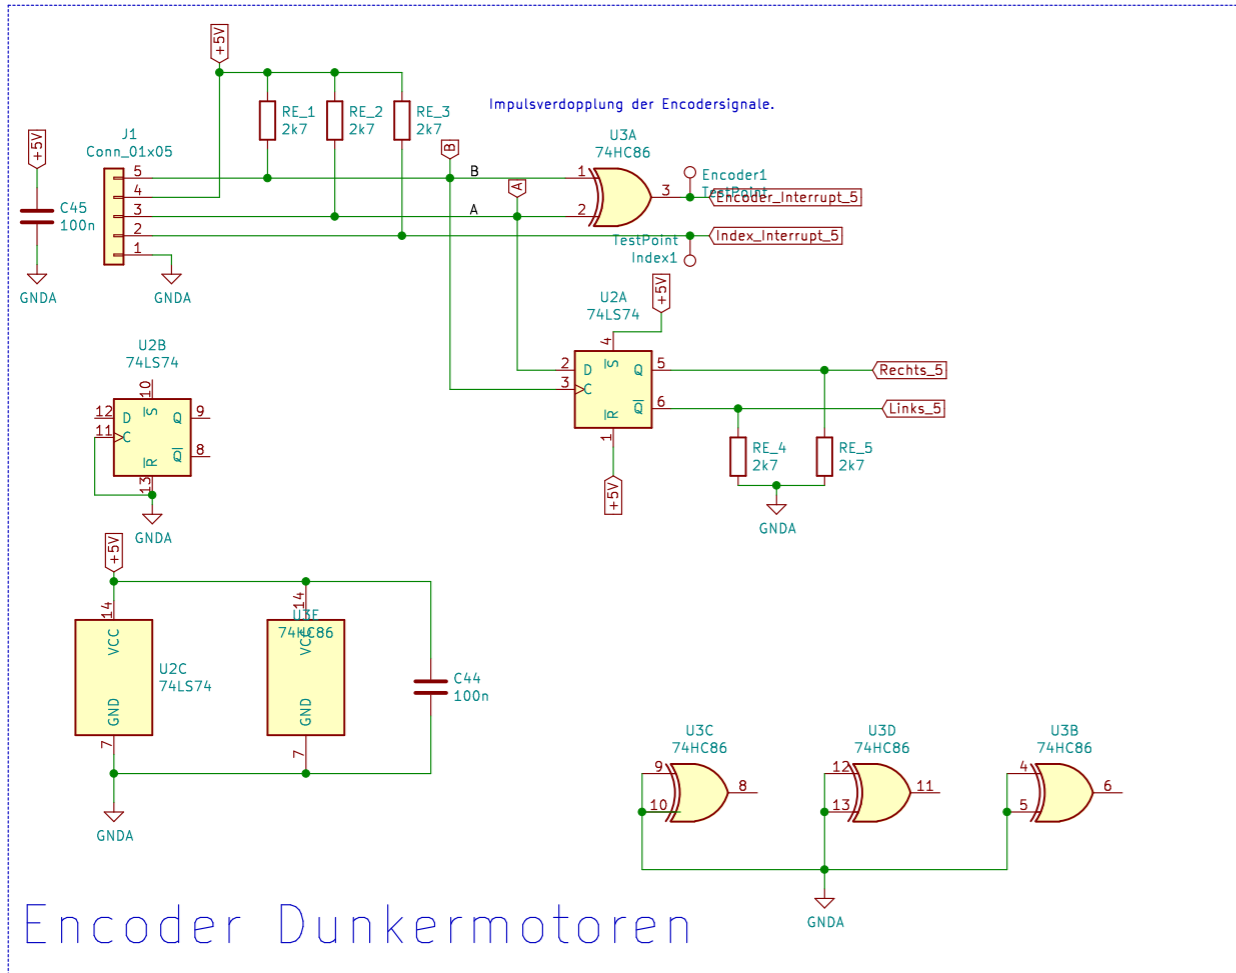 +5V
Impulsverdopplung der Encodersignale.
RE_1
2k7
RE_2
2k7
RE_3
2k7
U3A
74HC86
+5V
J1
Conn_01x05
B
5
4
3
2
1
B
A
A
1
2
3
Encoder1
TestPoint
Encoder_Interrupt_5
C45
100n
TestPoint
Index1
Index_Interrupt_5
GNDA
GNDA
+5V
U2A
74LS74
4
2
D
S
Q
5
3
C
R
Q
6
1
Rechts_5
Links_5
RE_4
2k7
RE_5
2k7
+5V
GNDA
U2B
74LS74
10
12
D
S
Q
9
11
C
R
Q
8
13
GNDA
+5V
14
VCC
GND
7
U2C
74LS74
14
U3E
74HC86
VCC
GND
7
C44
100n
GNDA
U3C
74HC86
9
10
8
U3D
74HC86
12
13
11
U3B
74HC86
4
5
6
GNDA
Encoder Dunkermotoren